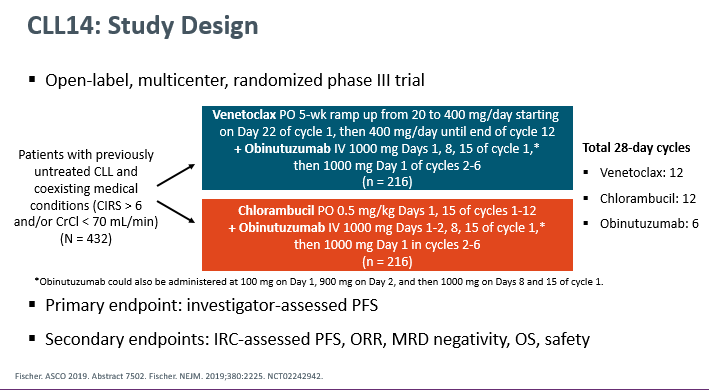 CLL14: Study Design
▪ Open-label, multicenter, randomized phase III trial
Patients with previously
untreated CLL and
coexisting medical
conditions (CIRS > 6
and/or CrCl < 70 mL/min)
(N = 432)
Venetoclax PO 5-wk ramp up from 20 to 400 mg/day starting
on Day 22 of cycle 1, then 400 mg/day until end of cycle 12
+ Obinutuzumab IV 1000 mg Days 1, 8, 15 of cycle 1,*
then 1000 mg Day 1 of cycles 2-6
(n = 216)
Chlorambucil PO 0.5 mg/kg Days 1, 15 of cycles 1-12
+ Obinutuzumab IV 1000 mg Days 1-2, 8, 15 of cycle 1,*
then 1000 mg Day 1 in cycles 2-6
(n = 216)
Total 28-day cycles
▪ Venetoclax: 12
▪ Chlorambucil: 12
▪ Obinutuzumab: 6
*Obinutuzumab could also be administered at 100 mg on Day 1, 900 mg on Day 2, and then 1000 mg on Days 8 and 15 of cycle 1.
▪ Primary endpoint: investigator-assessed PFS
▪ Secondary endpoints: IRC-assessed PFS, ORR, MRD negativity, OS, safety
Fischer. ASCO 2019. Abstract 7502. Fischer. NEJM. 2019;380:2225. NCT02242942.